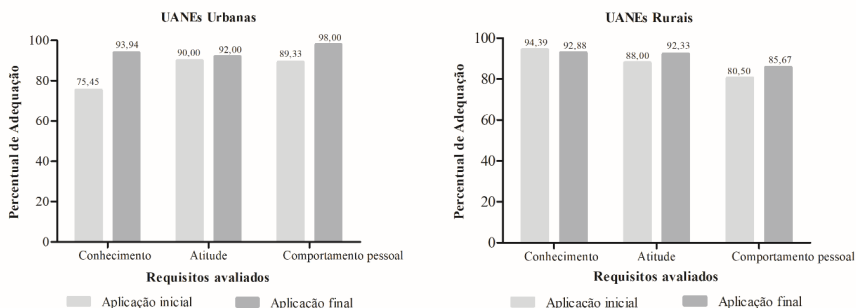 UANEs Urbanas
Percentual de Adequação
100
80
60
40
20
0
75,45
93,94
90,00
92,00
89,33
98,00
Conhecimento
Atitude
Comportamento pessoal
Requisitos avaliados
Aplicação inicial
Aplicação final
UANEs Rurais
Percentual de Adequação
100
80
60
40
20
0
94,39
92,88
88,00
92,33
80,50
85,67
Conhecimento
Atitude
Comportamento pessoal
Requisitos avaliados
Aplicação inicial
Aplicação final